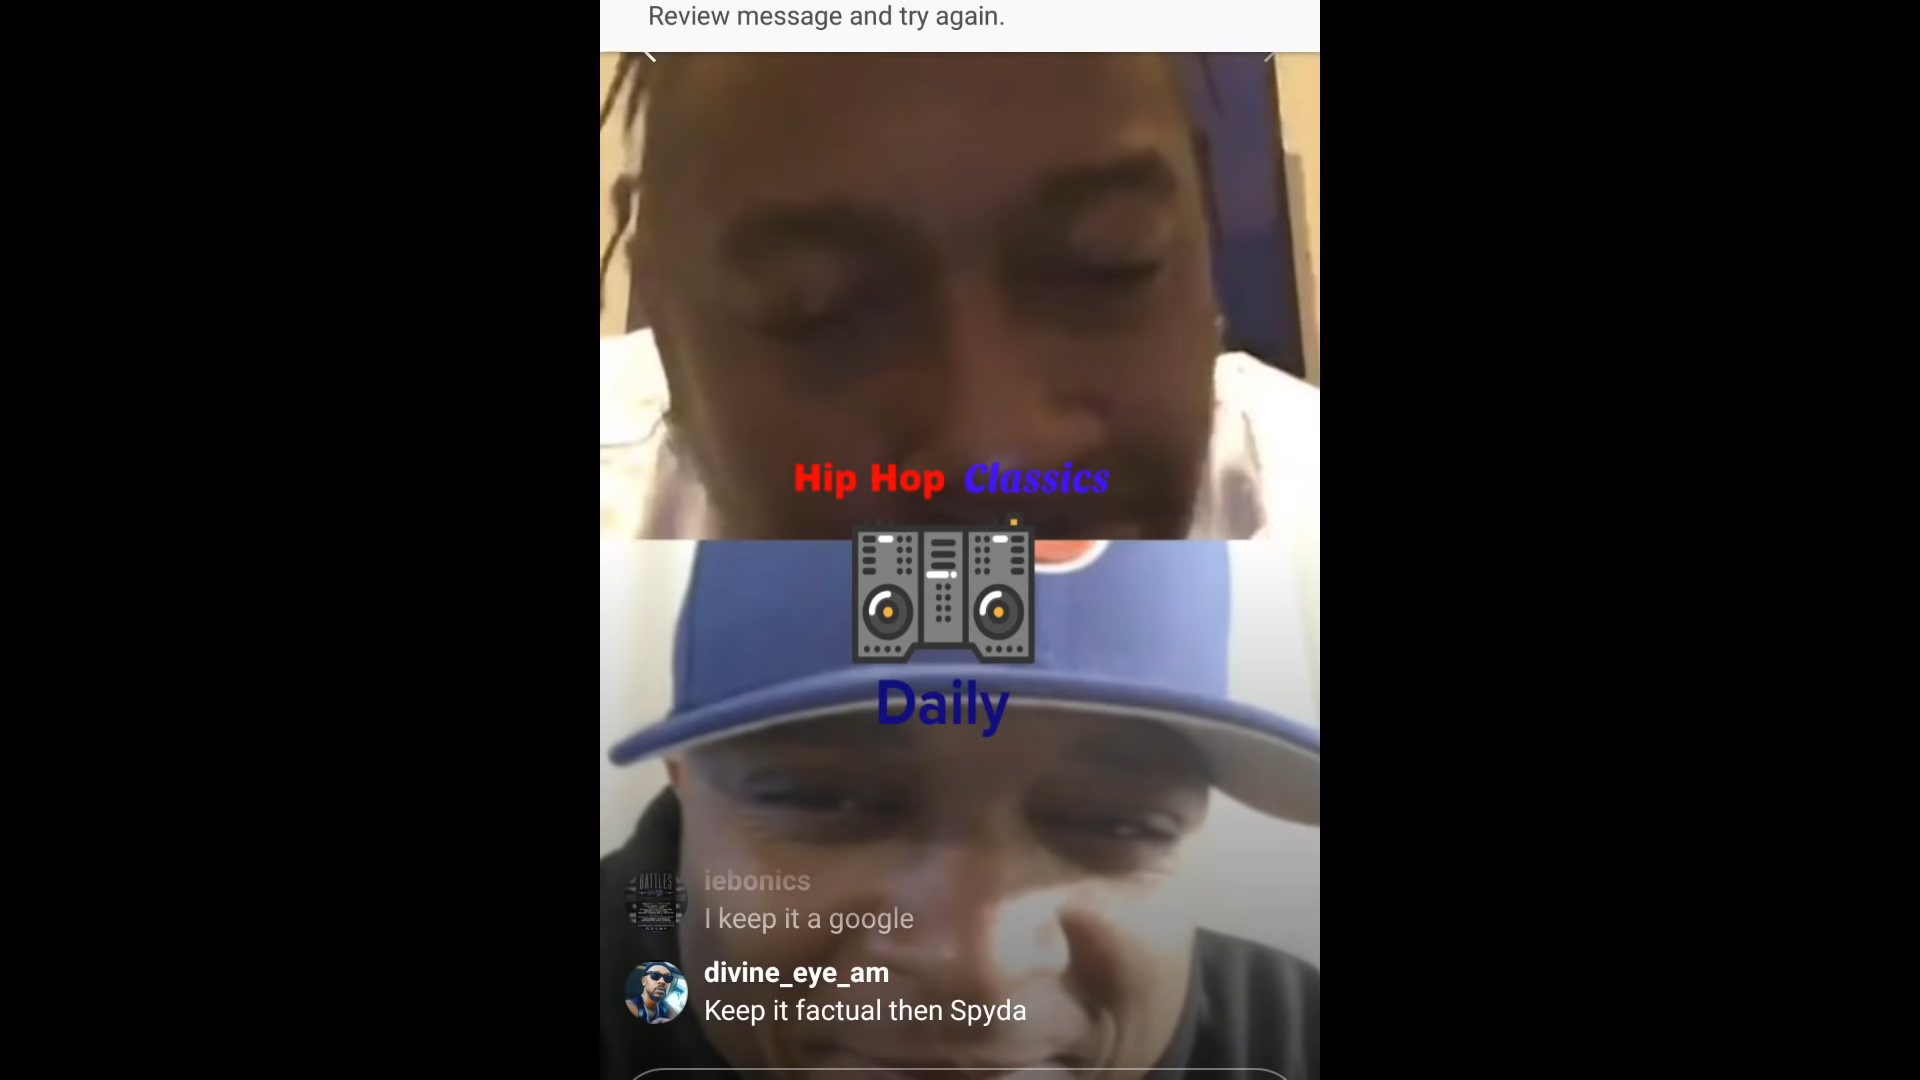 Review message and try again.
Hip Hop Classics
Daily
BATTLES
iebonics
I keep it a google
divine_eye_am
Keep it factual then Spyda